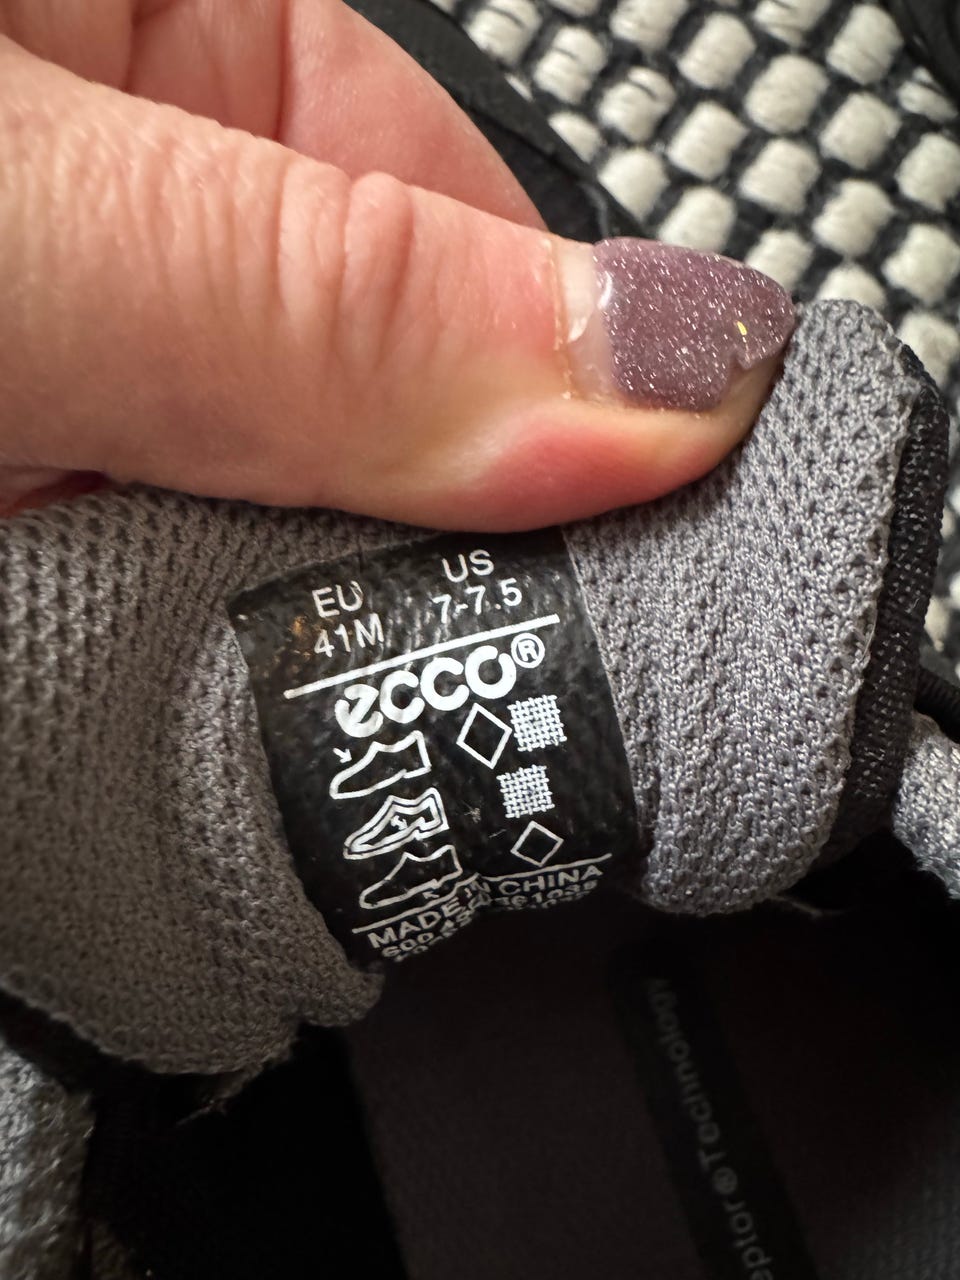 EU US
41M 7-7.5
ecco®
MADE IN CHINA
Technology